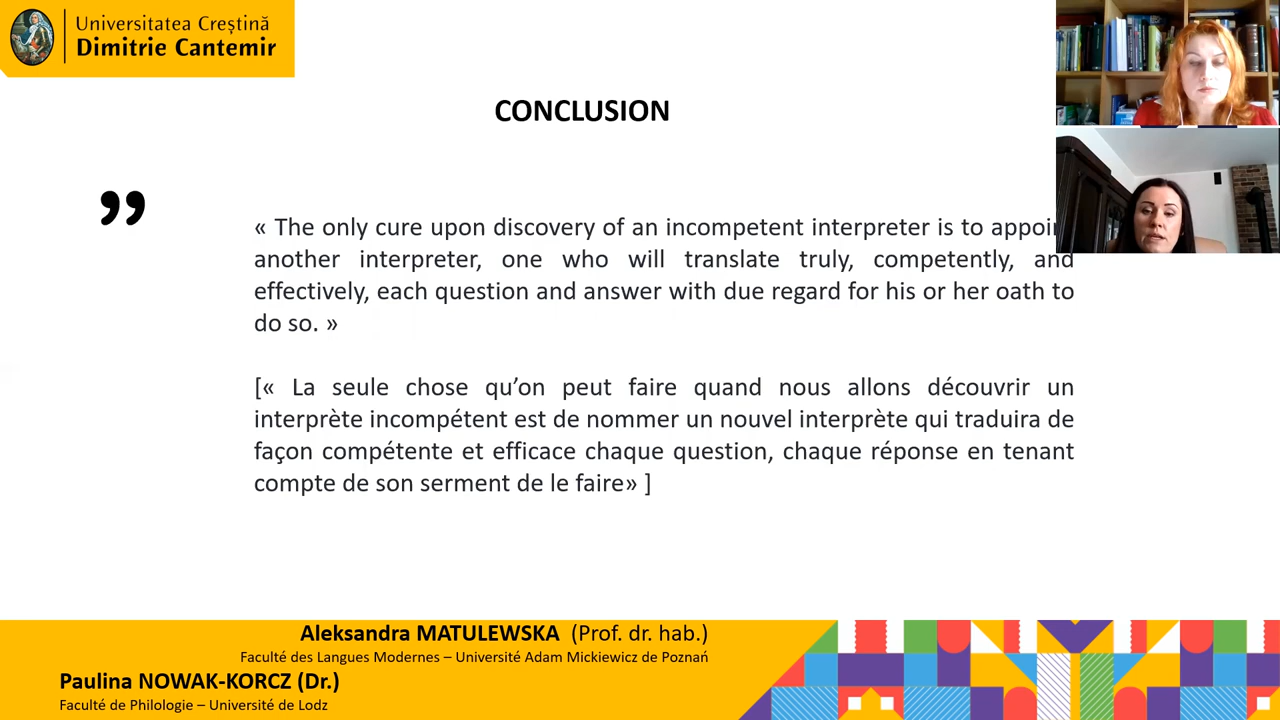 Universitatea Creștină
Dimitrie Cantemir
CONCLUSION
”
« The only cure upon discovery of an incompetent interpreter is to
another interpreter, one who will translate truly, competently, and
effectively, each question and answer with due regard for his or her oath to
do so. »
[« La seule chose qu’on peut faire quand nous allons découvrir un
interprète incompétent est de nommer un nouvel interprète qui traduira de
façon compétente et efficace chaque question, chaque réponse en tenant
compte de son serment de le faire» ]
Aleksandra MATULEWSKA (Prof. dr. hab.)
Faculté des Langues Modernes – Université Adam Mickiewicz de Poznań
Paulina NOWAK-KORCZ (Dr.)
Faculté de Philologie – Université de Lodz